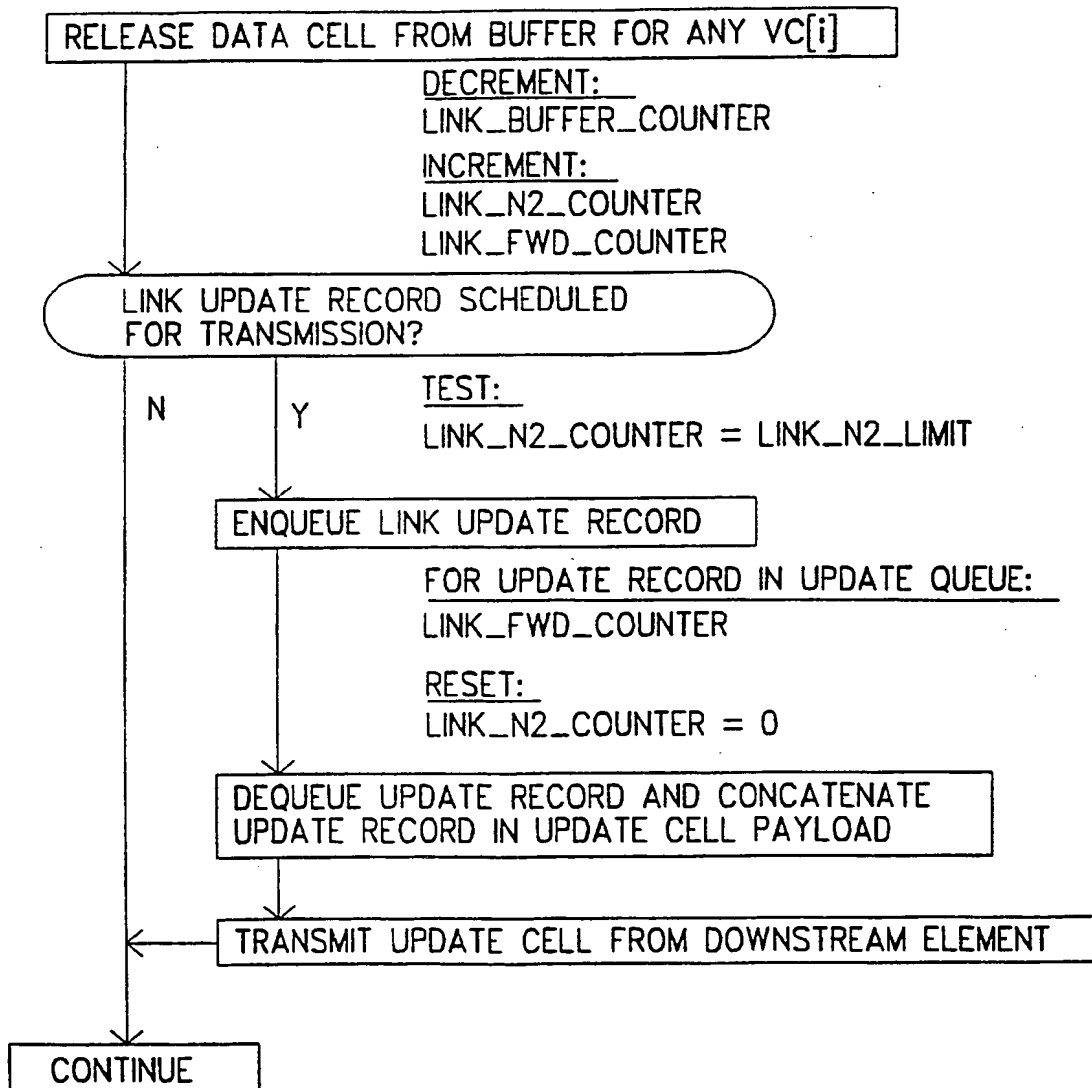 RELEASE DATA CELL FROM BUFFER FOR ANY VC[i]
DECREMENT:
LINK_BUFFER_COUNTER
INCREMENT:
LINK_N2_COUNTER
LINK_FWD_COUNTER
LINK UPDATE RECORD SCHEDULED
FOR TRANSMISSION?
N
Y
TEST:
LINK_N2_COUNTER = LINK_N2_LIMIT
ENQUEUE LINK UPDATE RECORD
FOR UPDATE RECORD IN UPDATE QUEUE:
LINK_FWD_COUNTER
RESET:
LINK_N2_COUNTER = 0
DEQUEUE UPDATE RECORD AND CONCATENATE
UPDATE RECORD IN UPDATE CELL PAYLOAD
TRANSMIT UPDATE CELL FROM DOWNSTREAM ELEMENT
CONTINUE